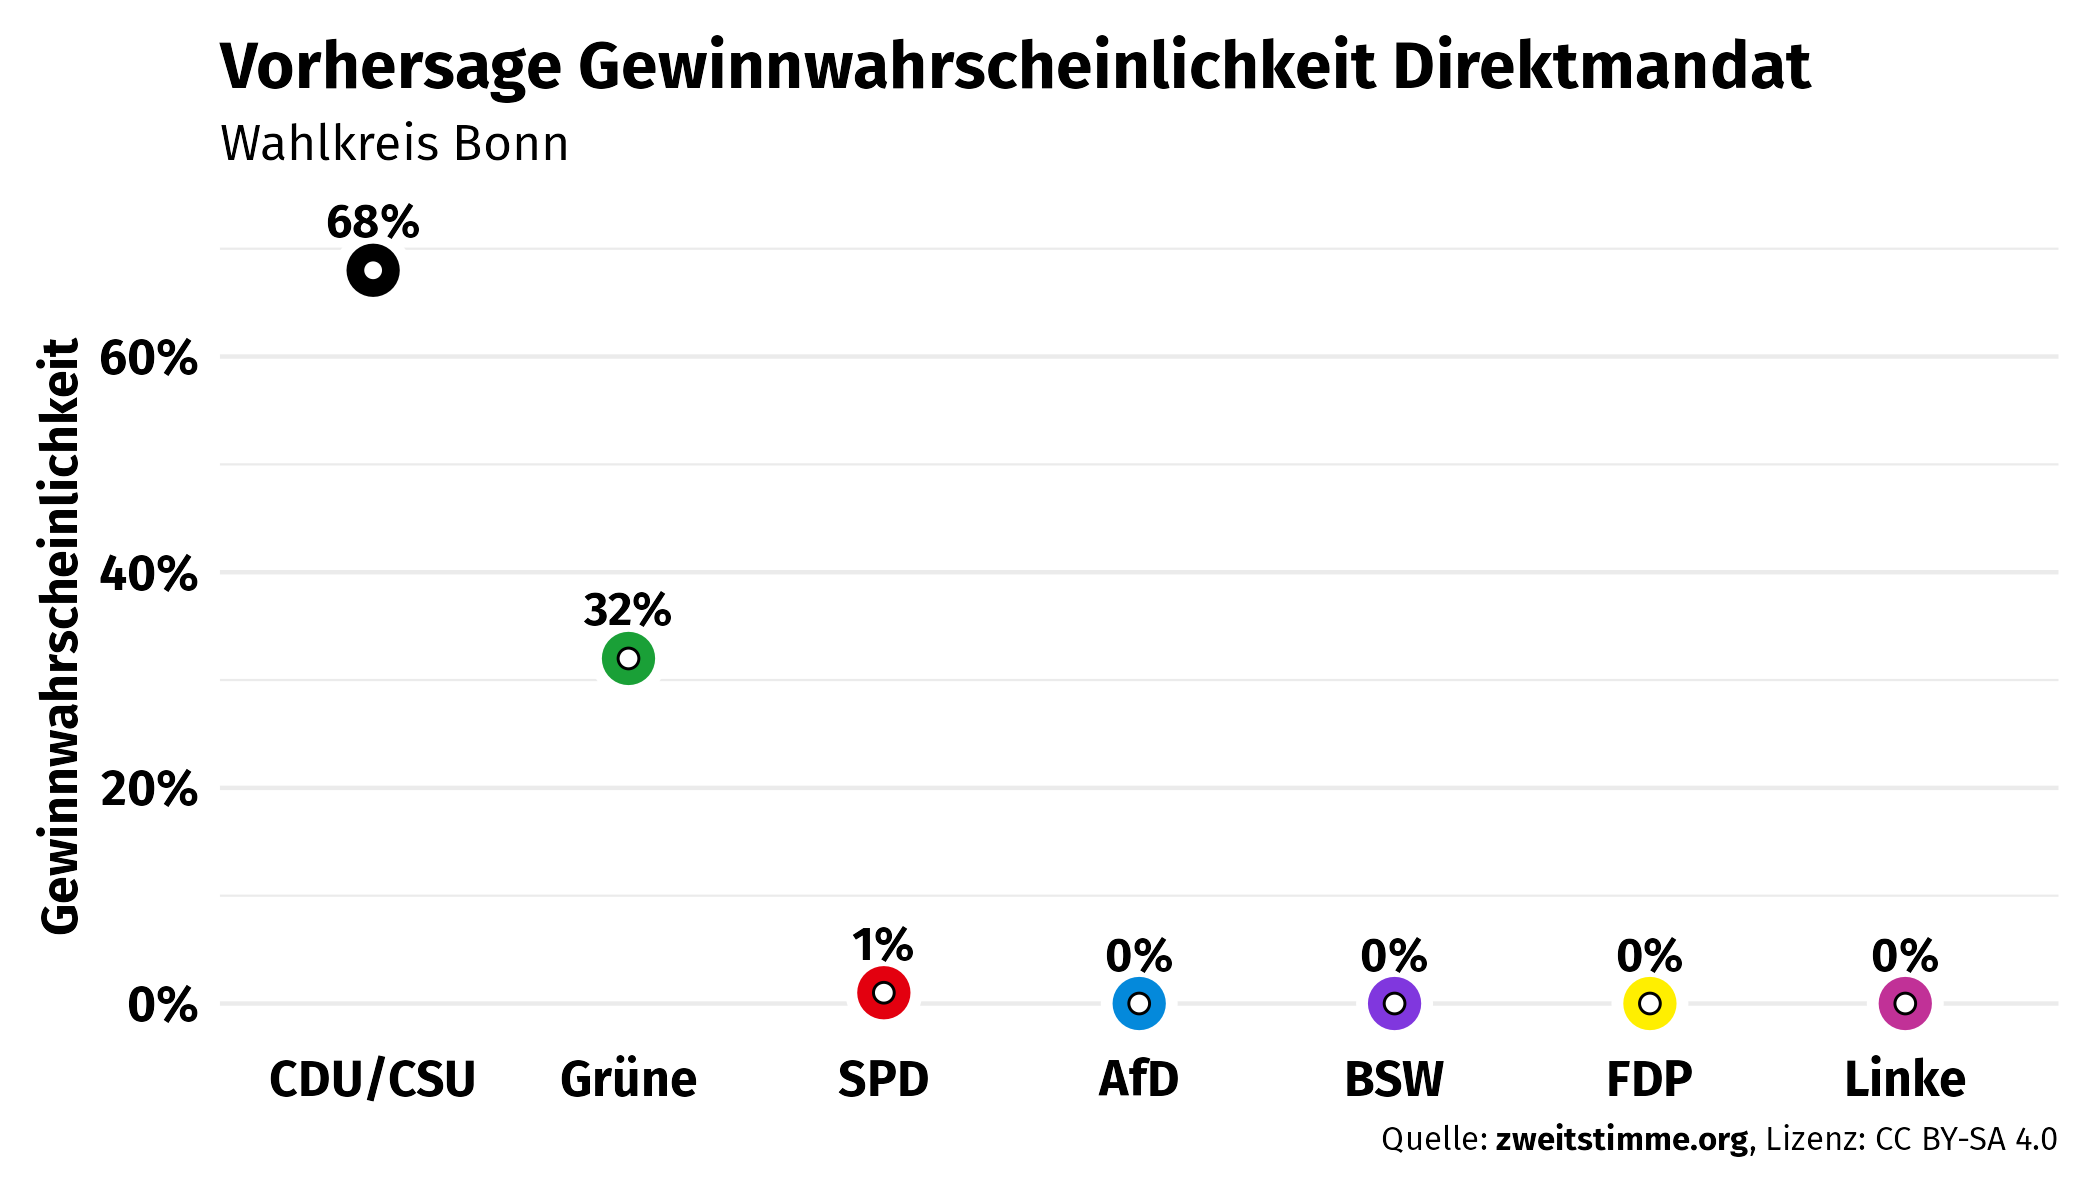 Vorhersage Gewinnwahrscheinlichkeit Direktmandat
Wahlkreis Bonn
Gewinnwahrscheinlichkeit
68%
60%
40%
32%
20%
1%
0%
0%
0%
0%
0%
CDU/CSU Grüne SPD AfD BSW FDP Linke
Quelle: zweitstimme.org, Lizenz: CC BY-SA 4.0